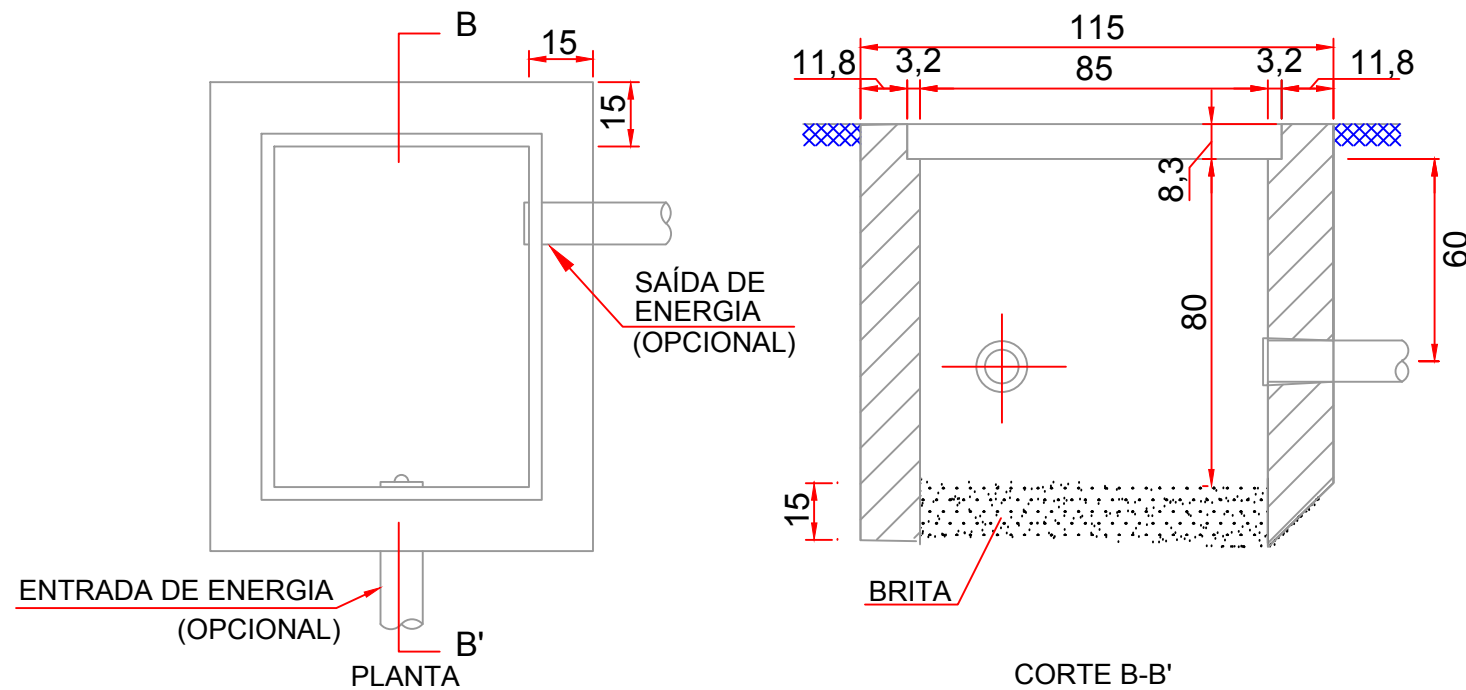 B
15
15
SAÍDA DE
ENERGIA
(OPCIONAL)
ENTRADA DE ENERGIA
(OPCIONAL)
B'
PLANTA
115
11,8 3,2 85 3,2 11,8
8,3
60
80
15
BRITA
CORTE B-B'